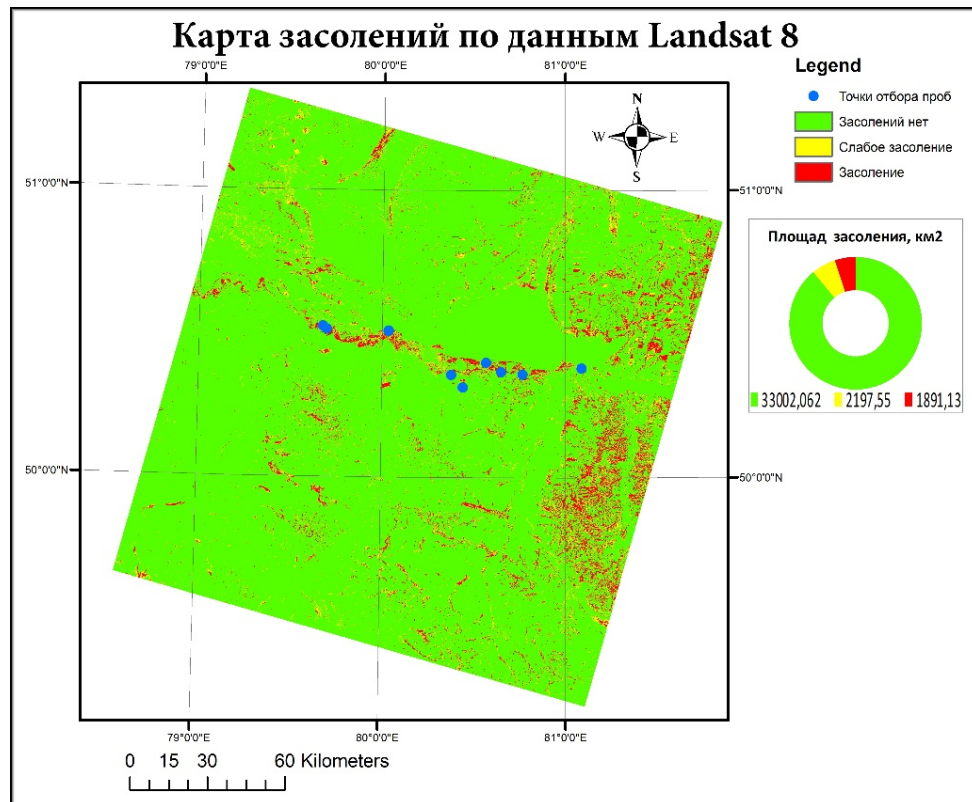 Карта засолений по данным Landsat 8
79°0'0"E
80°0'0"E
81°0'0"E
Legend
Точки отбора проб
Засолений нет
Слабое засоление
Засоление
N
W
E
S
51°0'0"N
51°0'0"N
Площад засоления, км2
33002,062 2197,55 1891,13
50°0'0"N
50°0'0"N
79°0'0"E
80°0'0"E
81°0'0"E
0 15 30 60 Kilometers